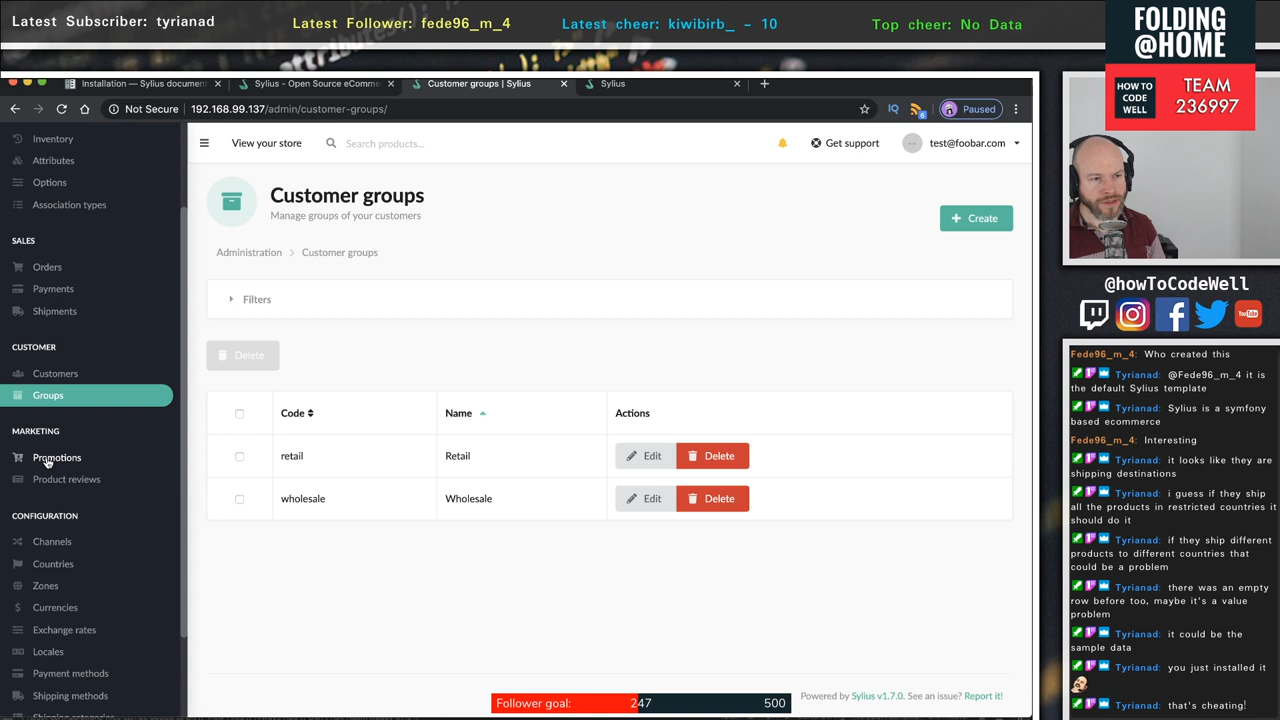 Latest Subscriber: tyrianad
Latest Follower: fede96_m_4
Latest cheer: kiwibirb_ - 10
Top cheer: No Data
FOLDING
@HOME
HOW TO
CODE
WELL
TEAM
236997
Installation — Sylius document
Sylius - Open Source eComme
Customer groups | Sylius
Sylius
Not Secure
192.168.99.137/admin/customer-groups/
IQ
6
Paused
Inventory
Attributes
Options
Association types
SALES
Orders
Payments
Shipments
CUSTOMER
Customers
Groups
MARKETING
Promotions
Product reviews
CONFIGURATION
Channels
Countries
Zones
Currencies
Exchange rates
Locales
Payment methods
Shipping methods
Shipping categories
View your store
Search products...
Get support
test@foobar.com
Customer groups
Manage groups of your customers
Create
Administration > Customer groups
Filters
Delete
Code Name Actions
retail Retail Edit Delete
wholesale Wholesale Edit Delete
Powered by Sylius v1.7.0. See an issue? Report it!
Follower goal: 247 500
@howToCodeWell
You Tube
Fede96_m_4: Who created this
Tyrianad: @Fede96_m_4 it is
the default Sylius template
Tyrianad: Sylius is a symfony
based ecommerce
Fede96_m_4: Interesting
Tyrianad: it looks like they are
shipping destinations
Tyrianad: i guess if they ship
all the products in restricted countries it
should do it
Tyrianad: if they ship different
products to different countries that
could be a problem
Tyrianad: there was an empty
row before too, maybe it's a value
problem
Tyrianad: it could be the
sample data
Tyrianad: you just installed it
Tyrianad: that's cheating!